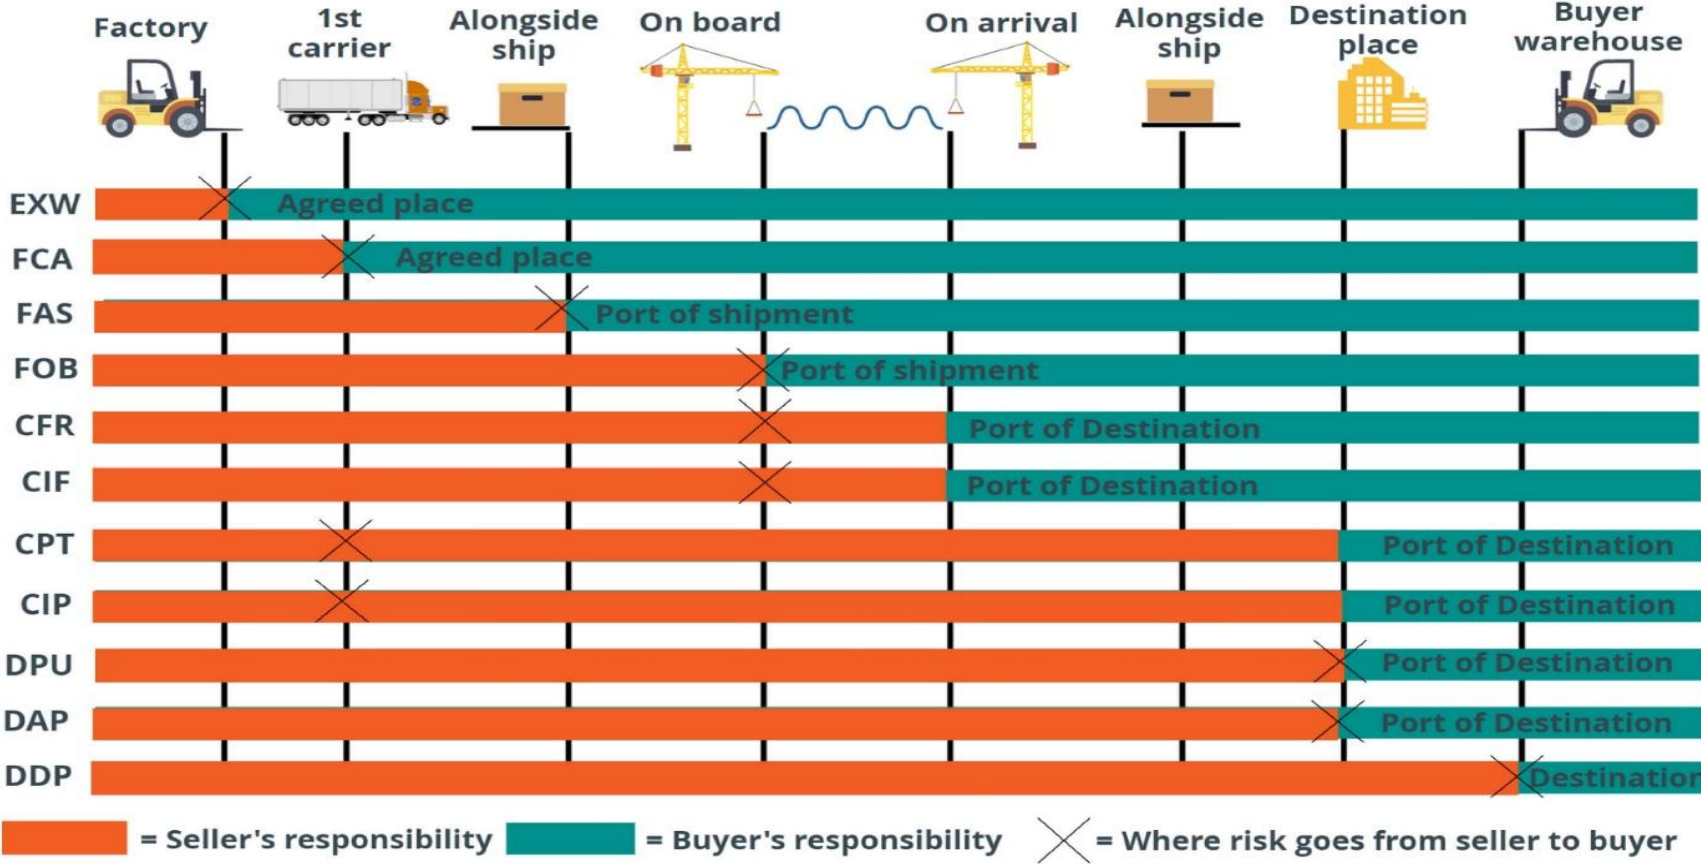 Factory
1st
carrier
Alongside
ship
On board
On arrival
Alongside
ship
Destination
place
Buyer
warehouse
EXW Agreed place
FCA Agreed place
FAS Port of shipment
FOB Port of shipment
CFR Port of Destination
CIF Port of Destination
CPT Port of Destination
CIP Port of Destination
DPU Port of Destination
DAP Port of Destination
DDP Destination
= Seller's responsibility = Buyer's responsibility = Where risk goes from seller to buyer